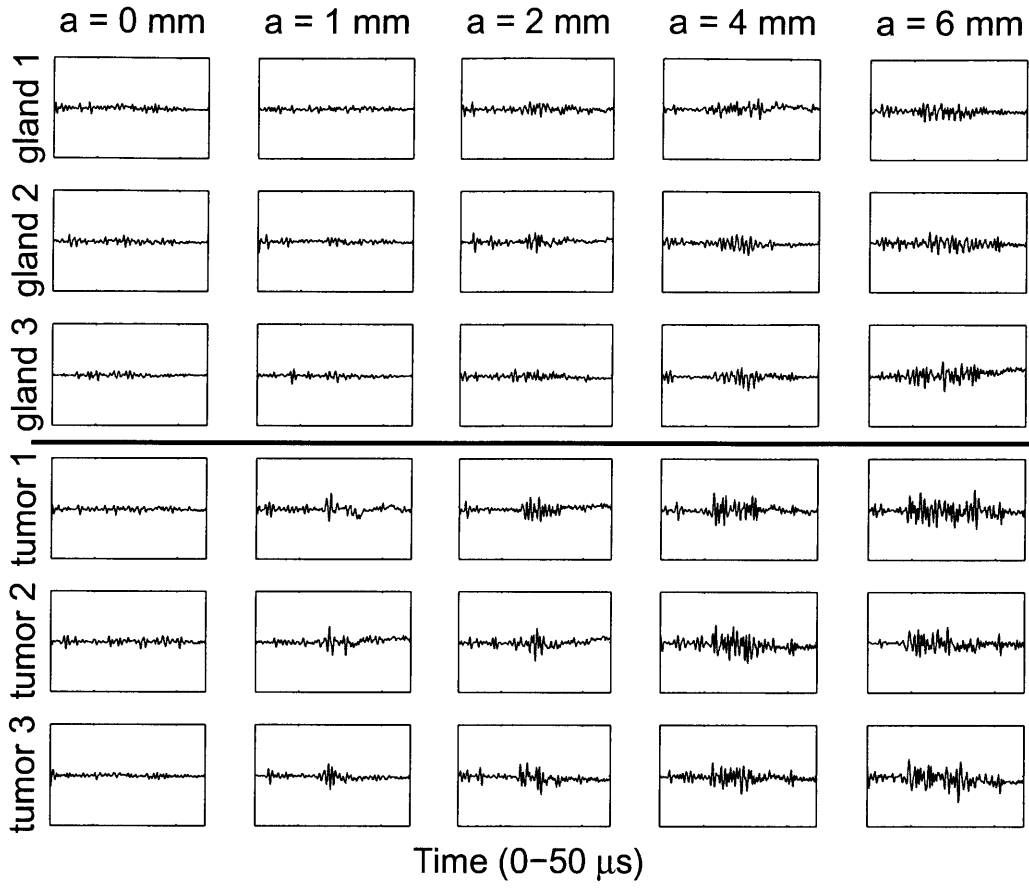 a = 0 mm a = 1 mm a = 2 mm a = 4 mm a = 6 mm
gland 1
gland 2
gland 3
tumor 1
tumor 2
tumor 3
Time (0−50 μs)